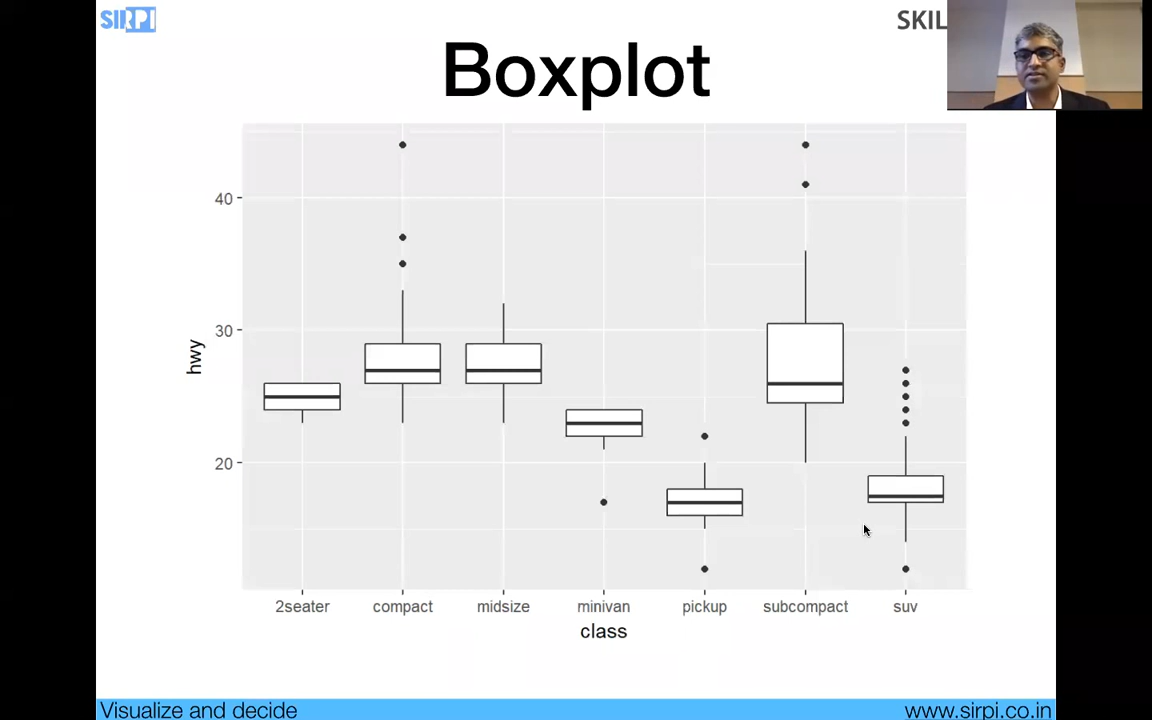 SIRPI
SKIL
Boxplot
40
30
20
hwy
2seater compact midsize minivan pickup subcompact suv
class
Visualize and decide
www.sirpi.co.in